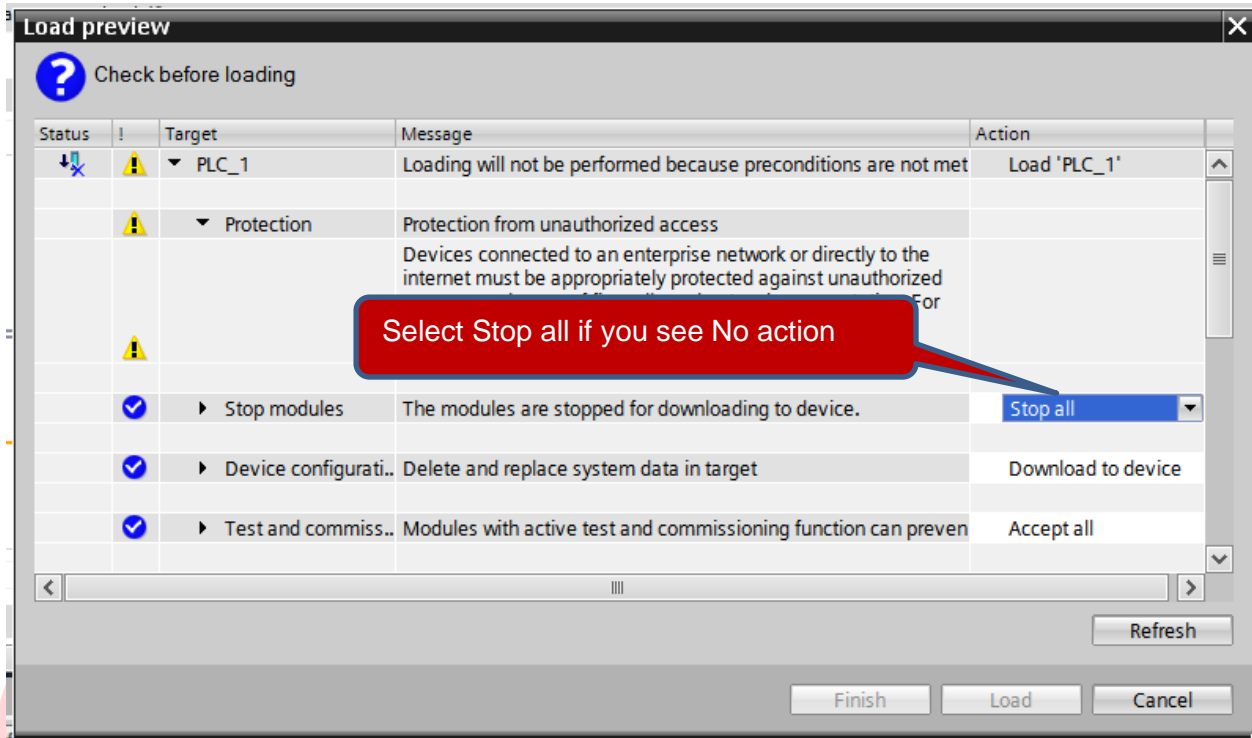 Load preview
Check before loading
Status ! Target Message Action
PLC_1 Loading will not be performed because preconditions are not met Load 'PLC_1'
Protection Protection from unauthorized access
Devices connected to an enterprise network or directly to the
internet must be appropriately protected against unauthorized
For
Select Stop all if you see No action
Stop modules The modules are stopped for downloading to device. Stop all
Device configurati.. Delete and replace system data in target Download to device
Test and commiss.. Modules with active test and commissioning function can preven Accept all
Refresh
Finish Load Cancel